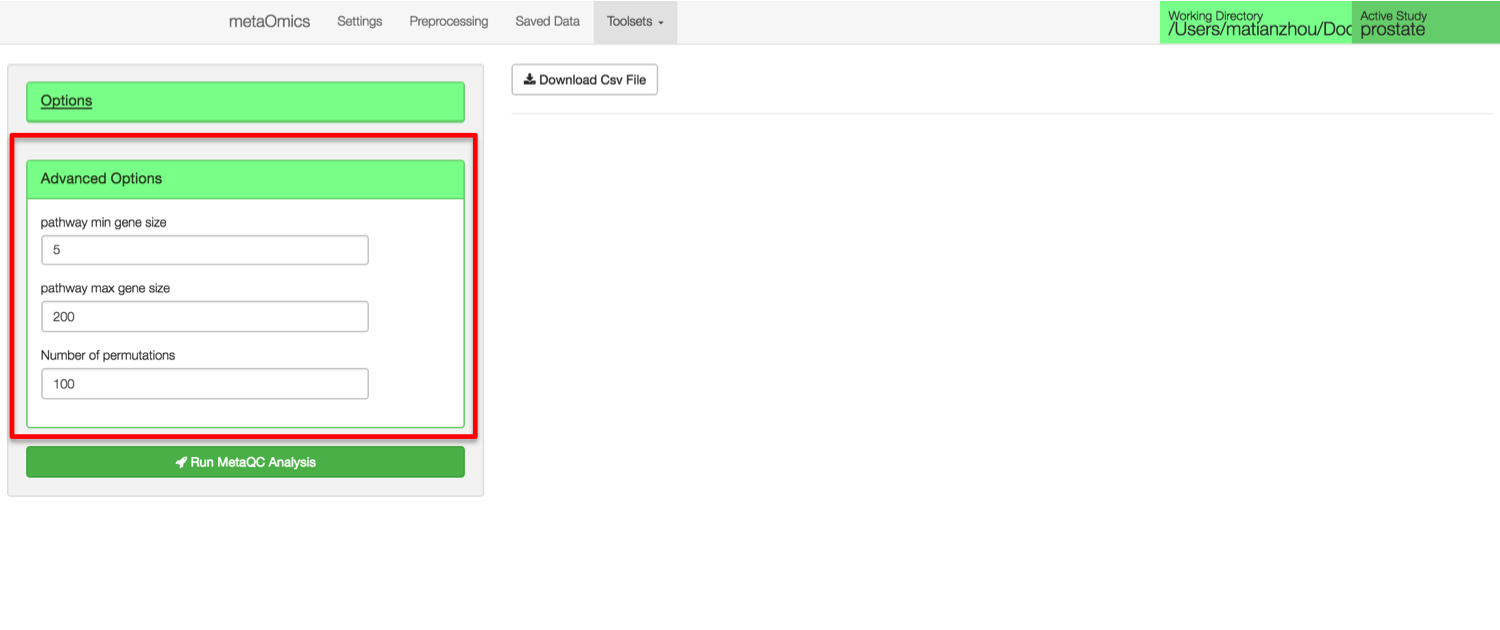 metaOmics Settings Preprocessing Saved Data Toolsets
Working Directory
/Users/matianzhou/Doc
Active Study
prostate
Options
Download Csv File
Advanced Options
pathway min gene size
5
pathway max gene size
200
Number of permutations
100
Run MetaQC Analysis